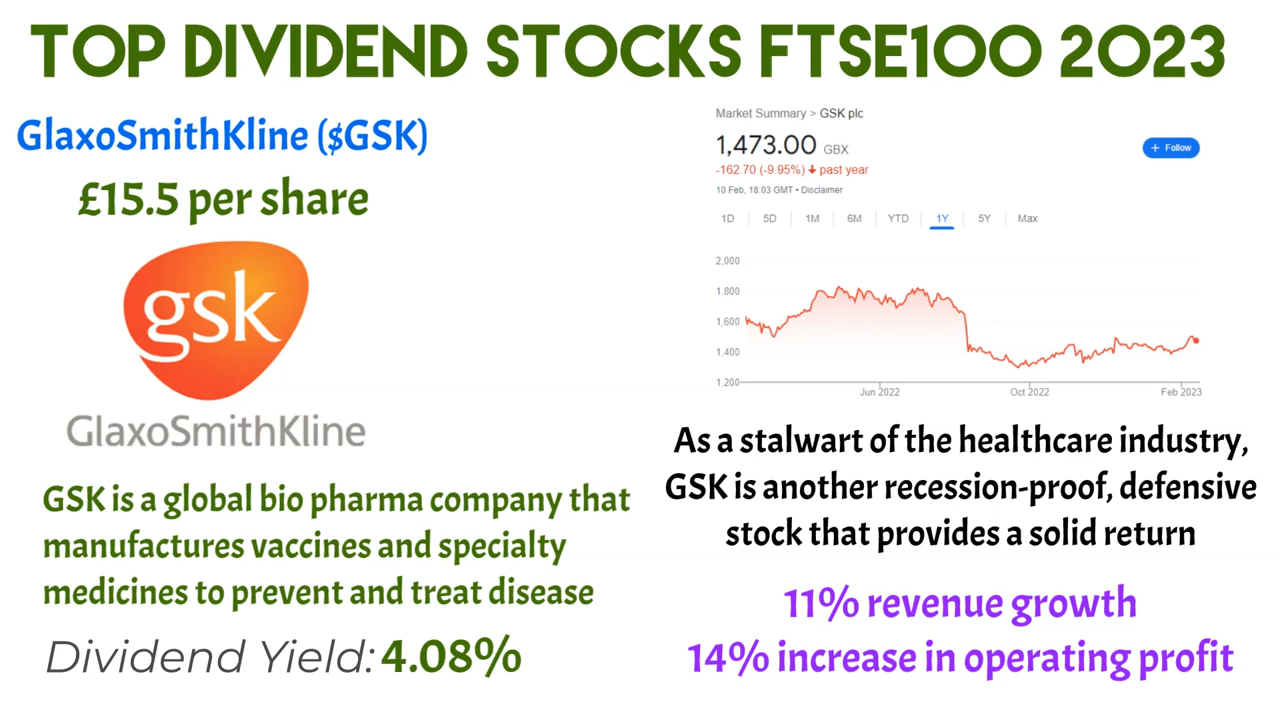 TOP DIVIDEND STOCKS FTSE100 2023
GlaxoSmithKline ($GSK)
£15.5 per share
gsk
GlaxoSmithKline
GSK is a global bio pharma company that
manufactures vaccines and specialty
medicines to prevent and treat disease
Dividend Yield: 4.08%
Market Summary > GSK plc
1,473.00 GBX
+ Follow
-162.70 (-9.95%) ↓ past year
10 Feb, 18:03 GMT • Disclaimer
1D 5D 1M 6M YTD 1Y 5Y Max
2,000
1,800
1,600
1,400
1,200
Jun 2022 Oct 2022 Feb 2023
As a stalwart of the healthcare industry,
GSK is another recession-proof, defensive
stock that provides a solid return
11% revenue growth
14% increase in operating profit